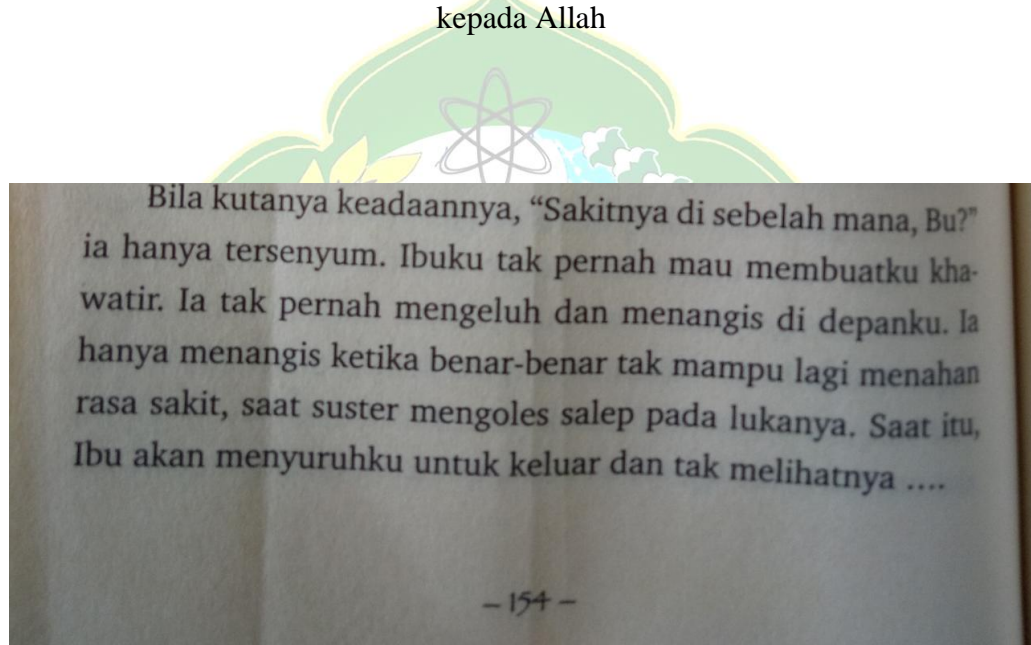 kepada Allah
Bila kutanya keadaannya, “Sakitnya di sebelah mana, Bu?”
ia hanya tersenyum. Ibuku tak pernah mau membuatku kha-
watir. Ia tak pernah mengeluh dan menangis di depanku. Ia
hanya menangis ketika benar-benar tak mampu lagi menahan
rasa sakit, saat suster mengoles salep pada lukanya. Saat itu,
Ibu akan menyuruhku untuk keluar dan tak melihatnya ....
– 154 –